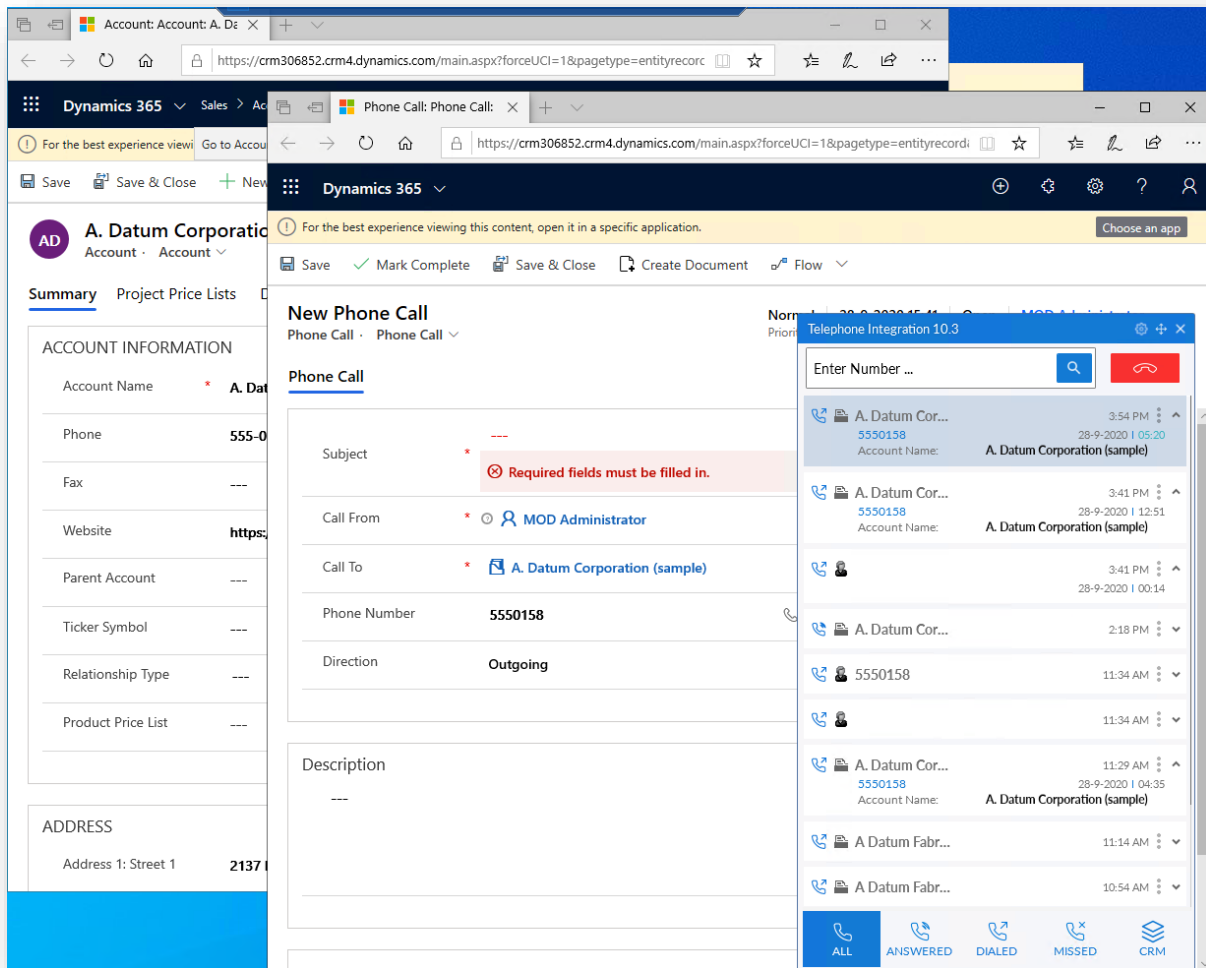 Account: Account: A. Da
https://crm306852.crm4.dynamics.com/main.aspx?forceUCI=1&pagetype=entityrecorc
Dynamics 365 Sales > Acc
For the best experience viewi Go to Accou
Save Save & Close New
AD
A. Datum Corporatic
Account · Account
Summary Project Price Lists D
ACCOUNT INFORMATION
Account Name * A. Dat
Phone 555-0
Fax ---
Website https:/
Parent Account ---
Ticker Symbol ---
Relationship Type ---
Product Price List ---
ADDRESS
Address 1: Street 1 2137
Phone Call: Phone Call:
https://crm306852.crm4.dynamics.com/main.aspx?forceUCI=1&pagetype=entityrecord&
Dynamics 365
For the best experience viewing this content, open it in a specific application. Choose an app
Save Mark Complete Save & Close Create Document Flow
New Phone Call
Phone Call · Phone Call
Phone Call
Subject * ---
Required fields must be filled in.
Call From * MOD Administrator
Call To * A. Datum Corporation (sample)
Phone Number 5550158
Direction Outgoing
Description
---
Telephone Integration 10.3
Enter Number ...
A. Datum Cor... 3:54 PM
5550158 28-9-2020 | 05:20
Account Name: A. Datum Corporation (sample)
A. Datum Cor... 3:41 PM
5550158 28-9-2020 | 12:51
Account Name: A. Datum Corporation (sample)
3:41 PM
28-9-2020 | 00:14
A. Datum Cor... 2:18 PM
5550158 11:34 AM
11:34 AM
A. Datum Cor... 11:29 AM
5550158 28-9-2020 | 04:35
Account Name: A. Datum Corporation (sample)
A Datum Fabr... 11:14 AM
A Datum Fabr... 10:54 AM
ALL ANSWERED DIALED MISSED CRM